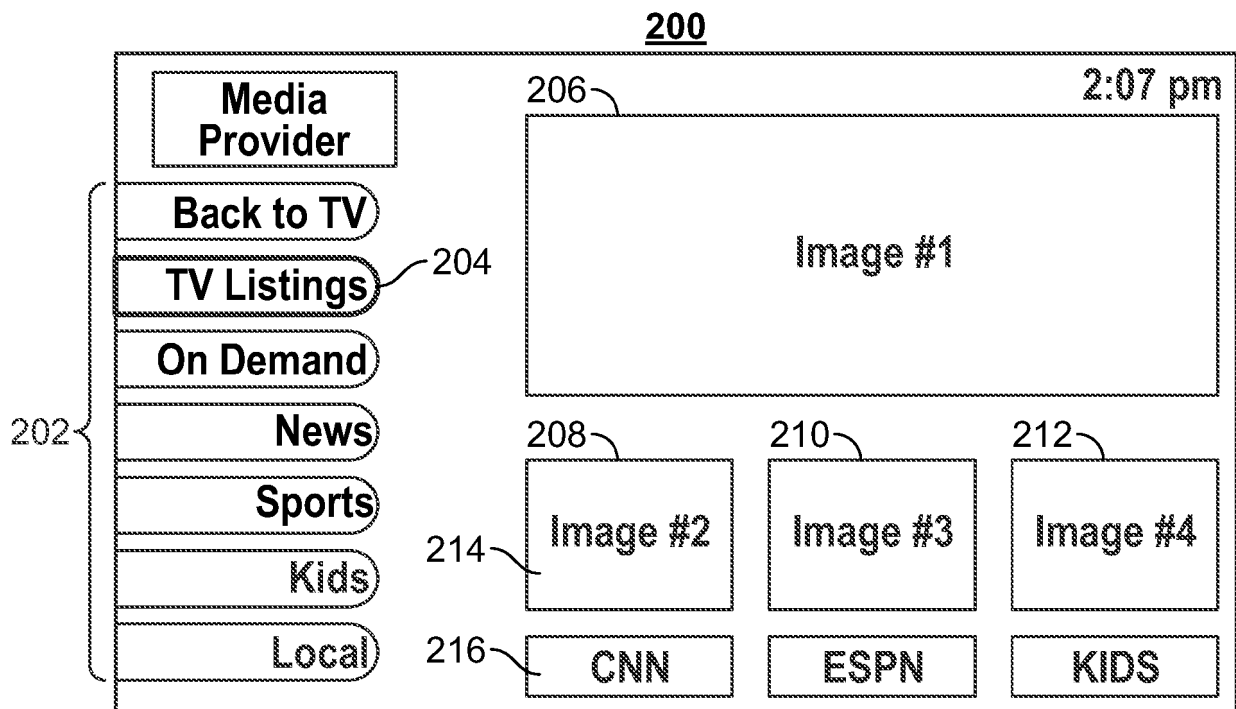 200
Media
Provider
2:07 pm
206
Back to TV
Image #1
TV Listings
204
On Demand
202
News
208
210
212
Sports
Image #2
Image #3
Image #4
214
Kids
Local
216
CNN
ESPN
KIDS